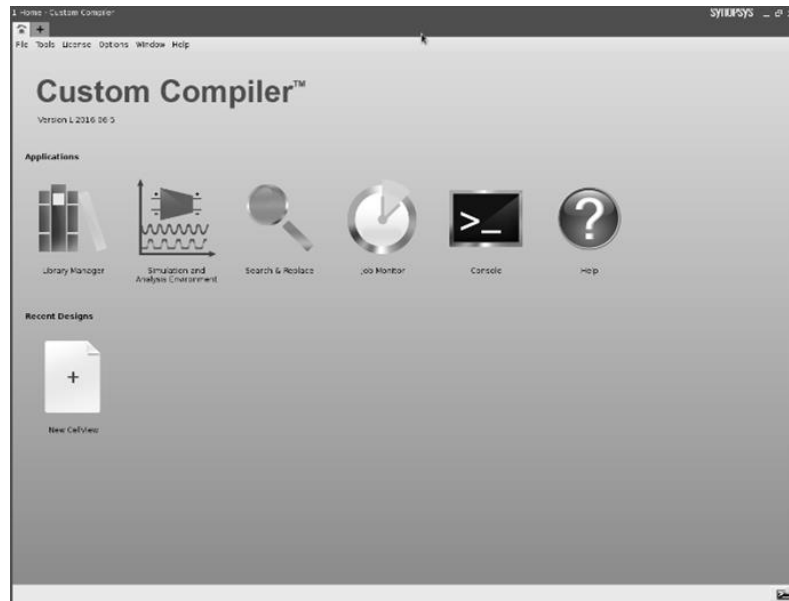 1 Home - Custom Compiler
SYNOPSYS
File Tools License Options Window Help
Custom Compiler™
Version L-2016.06-5
Applications
>_
?
Library Manager
Simulation and
Analysis Environment
Search & Replace
Job Monitor
Console
Help
Recent Designs
+
New CellView